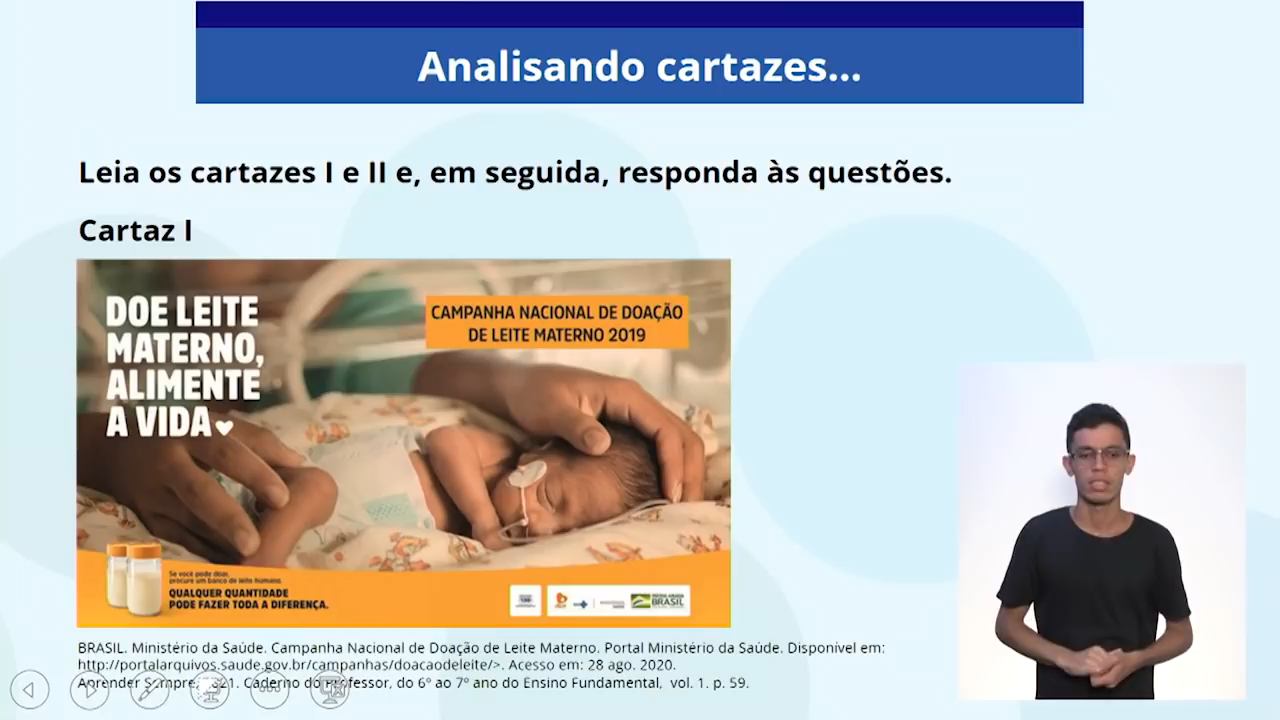 Analisando cartazes...
Leia os cartazes I e II e, em seguida, responda às questões.
Cartaz I
DOE LEITE
MATERNO,
ALIMENTE
A VIDA
CAMPANHA NACIONAL DE DOAÇÃO
DE LEITE MATERNO 2019
Se você pode doar,
procure um banco de leite humano.
QUALQUER QUANTIDADE
PODE FAZER TODA A DIFERENÇA.
PÁTRIA AMADA
BRASIL
BRASIL. Ministério da Saúde. Campanha Nacional de Doação de Leite Materno. Portal Ministério da Saúde. Disponível em:
http://portalarquivos.saude.gov.br/campanhas/doacaodeleite/>. Acesso em: 28 ago. 2020.
Aprender Sempre, Caderno do Professor, do 6º ao 7º ano do Ensino Fundamental, vol. 1. p. 59.